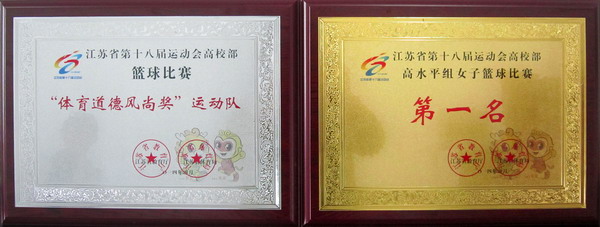 江苏省第十八届运动会高校部
篮球比赛
“体育道德风尚奖”运动队
江苏省第十八届运动会高校部
高水平组女子篮球比赛
第一名